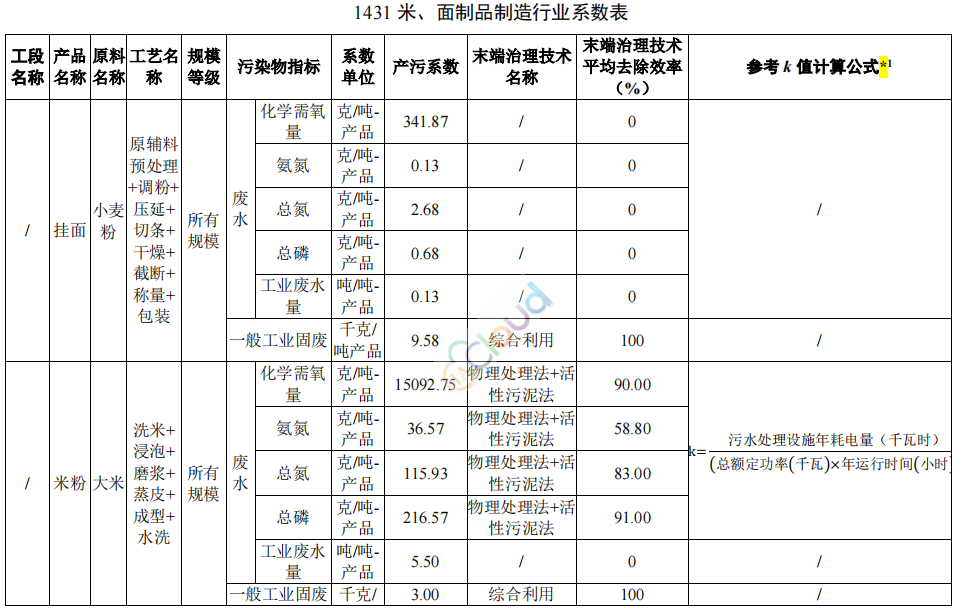 1431 米、面制品制造行业系数表
工段名称 产品名称 原料名称 工艺名称 规模等级 污染物指标 系数单位 产污系数 末端治理技术名称 末端治理技术平均去除效率（%） 参考 k 值计算公式*1
/ 挂面 小麦粉 原辅料预处理+调粉+压延+切条+干燥+截断+称量+包装 所有规模 废水 化学需氧量 克/吨-产品 341.87 / 0 /
氨氮 克/吨-产品 0.13 / 0
总氮 克/吨-产品 2.68 / 0
总磷 克/吨-产品 0.68 / 0
工业废水量 吨/吨-产品 0.13 / 0
一般工业固废 千克/吨产品 9.58 综合利用 100 /
/ 米粉 大米 洗米+浸泡+磨浆+蒸皮+成型+水洗 所有规模 废水 化学需氧量 克/吨-产品 15092.75 物理处理法+活性污泥法 90.00 k=污水处理设施年耗电量（千瓦时）/(总额定功率(千瓦)×年运行时间(小时)
氨氮 克/吨-产品 36.57 物理处理法+活性污泥法 58.80
总氮 克/吨-产品 115.93 物理处理法+活性污泥法 83.00
总磷 克/吨-产品 216.57 物理处理法+活性污泥法 91.00
工业废水量 吨/吨-产品 5.50 / 0 /
一般工业固废 千克/ 3.00 综合利用 100 /
Cloud